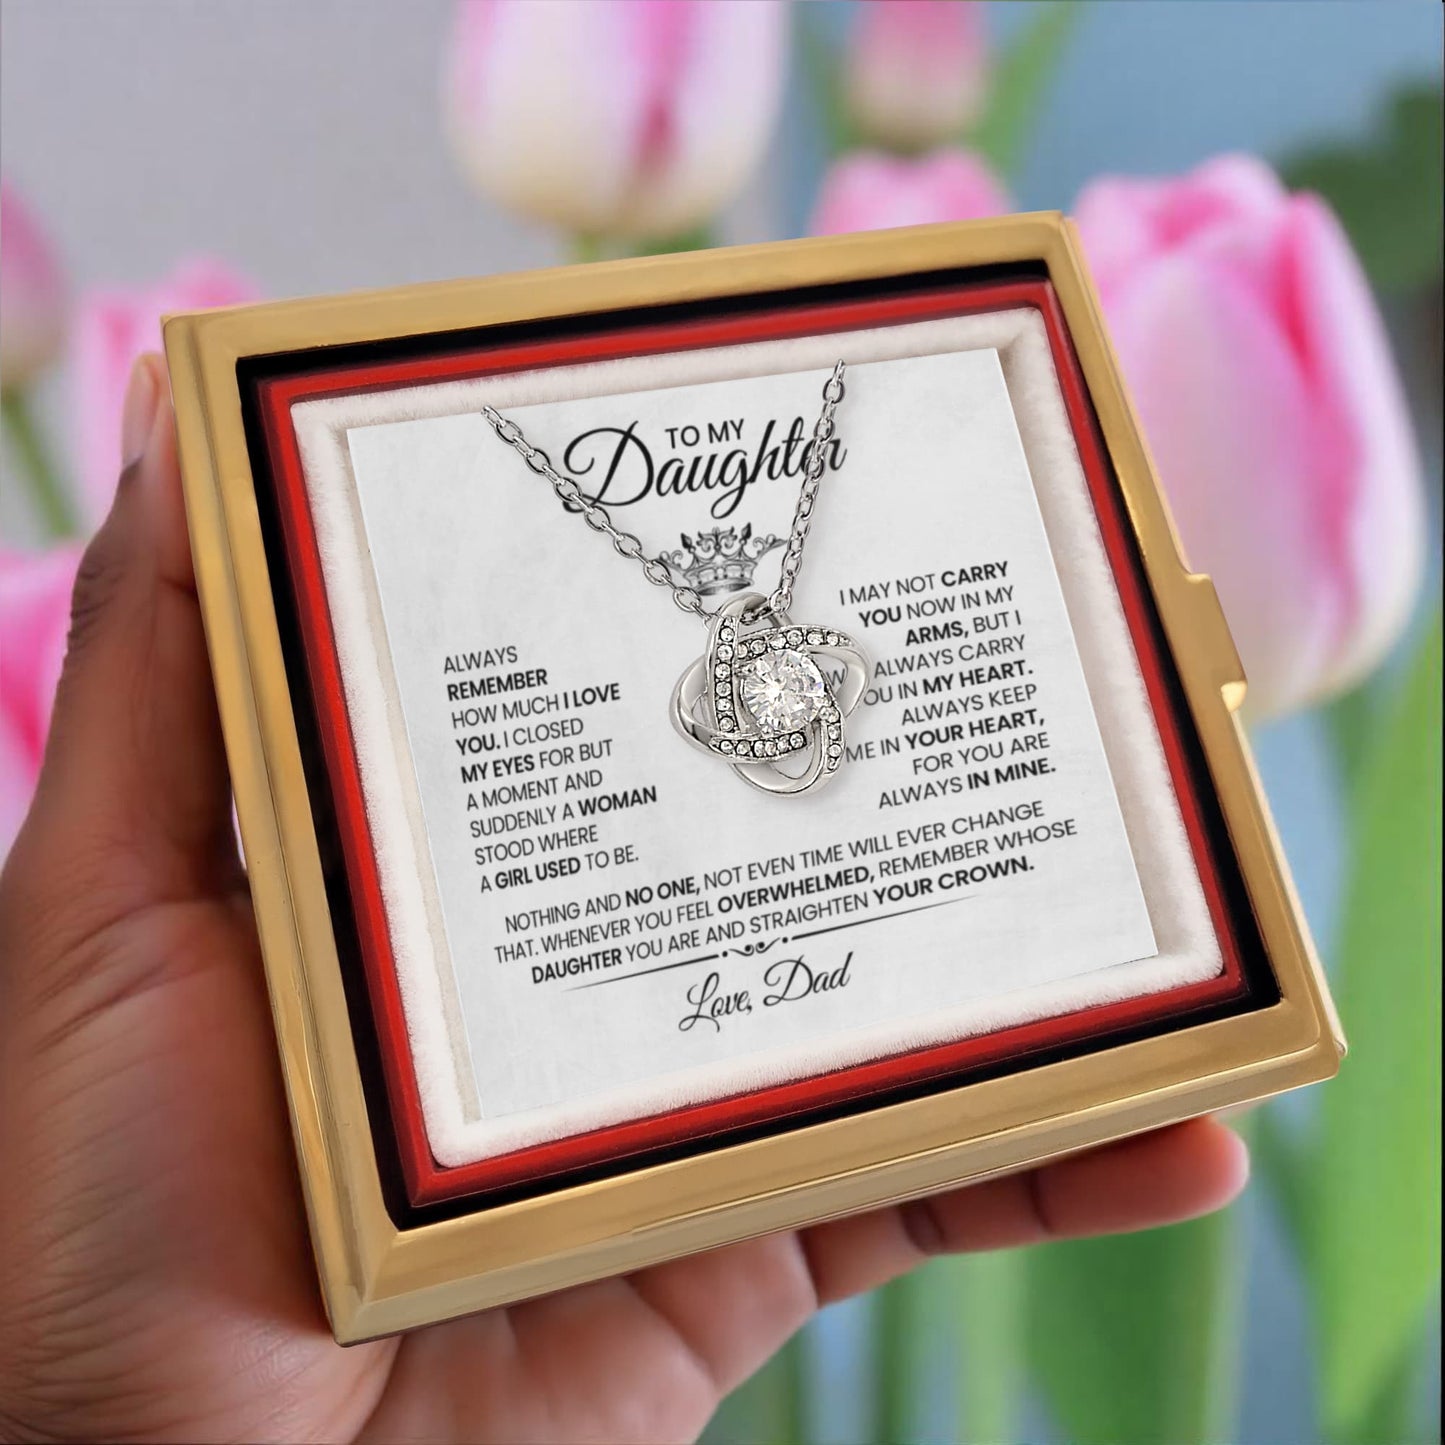 TO MY
Daughter
ALWAYS
REMEMBER
HOW MUCH I LOVE
YOU. I CLOSED
MY EYES FOR BUT
A MOMENT AND
SUDDENLY A WOMAN
STOOD WHERE
A GIRL USED TO BE.
I MAY NOT CARRY
YOU NOW IN MY
ARMS, BUT I
ALWAYS CARRY
IN MY HEART.
ALWAYS KEEP
ME IN YOUR HEART,
FOR YOU ARE
ALWAYS IN MINE.
NOTHING AND NO ONE, NOT EVEN TIME WILL EVER CHANGE
THAT. WHENEVER YOU FEEL OVERWHELMED, REMEMBER WHOSE
DAUGHTER YOU ARE AND STRAIGHTEN YOUR CROWN.
Love, Dad